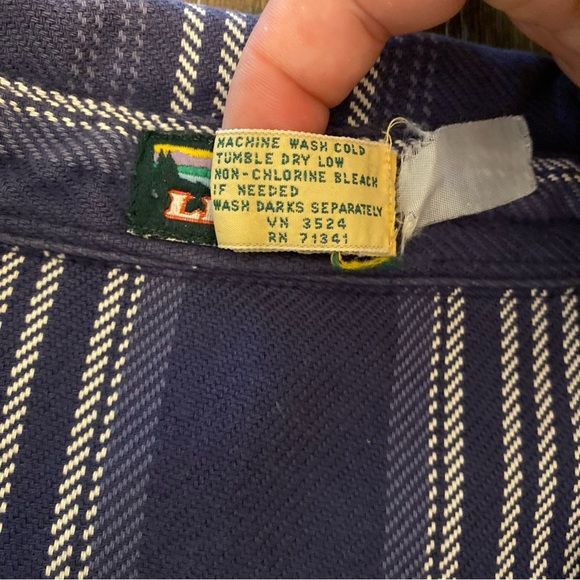 MACHINE WASH COLD
TUMBLE DRY LOW
NON-CHLORINE BLEACH
IF NEEDED
WASH DARKS SEPARATELY
VN 3524
RN 71341